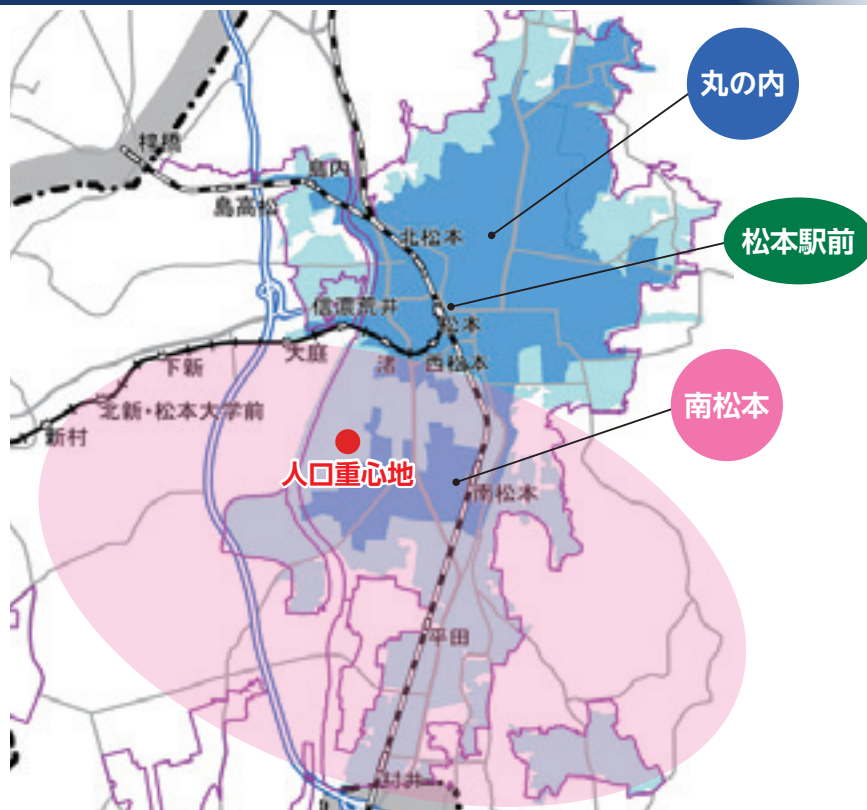 丸の内
梓橋
島内
島高松
北松本
松本駅前
信濃荒井
松本
大庭
渚
西松本
下新
南松本
北新・松本大学前
新村
人口重心地
南松本
平田
村井